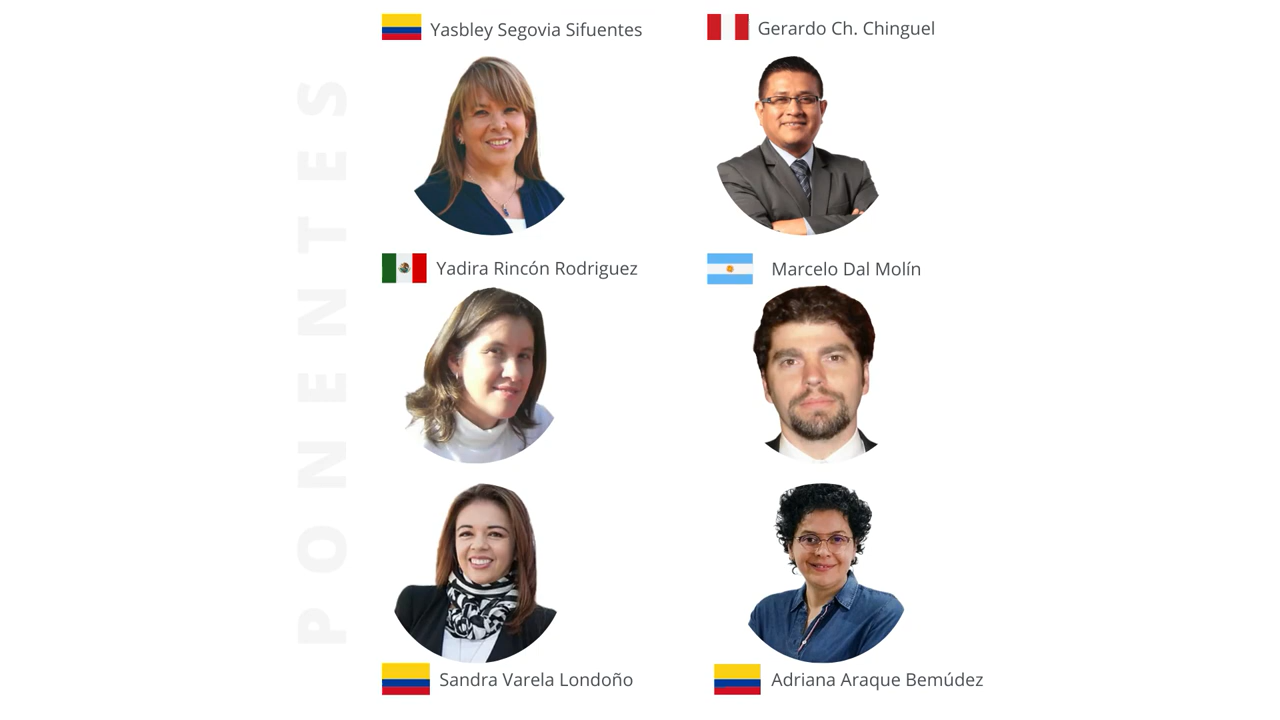 PONENTES
Yasbley Segovia Sifuentes
Gerardo Ch. Chinguel
Yadira Rincón Rodriguez
Marcelo Dal Molín
Sandra Varela Londoño
Adriana Araque Bemúdez